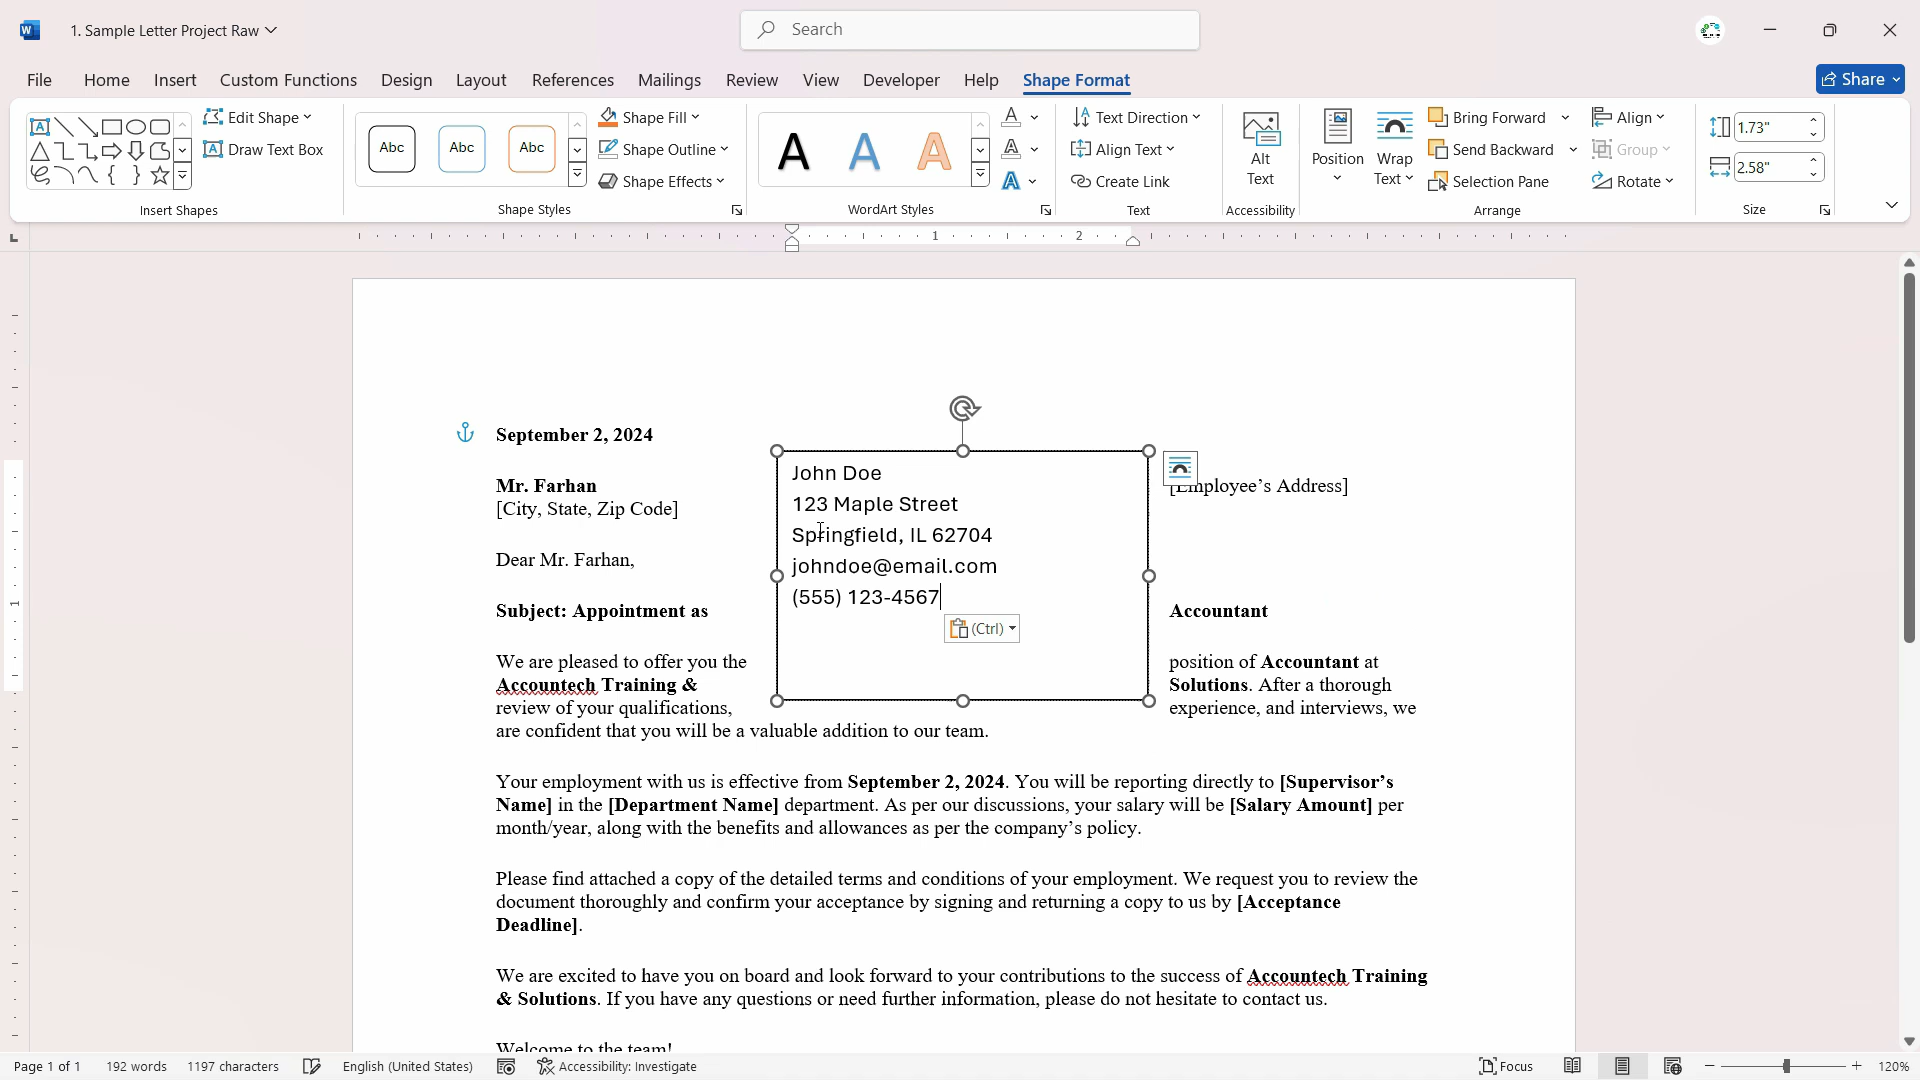 1. Sample Letter Project Raw
Search
File
Home
Insert
Custom Functions
Design
Layout
References
Mailings
Review
View
Developer
Help
Shape Format
Share
Edit Shape
Draw Text Box
Insert Shapes
Abc
Abc
Abc
Shape Styles
Shape Fill
Shape Outline
Shape Effects
A
A
A
WordArt Styles
A
A
A
Text Direction
Align Text
Create Link
Text
Alt
Text
Accessibility
Position
Wrap
Text
Bring Forward
Send Backward
Selection Pane
Align
Group
Rotate
Arrange
1.73"
2.58"
Size
1
2
September 2, 2024
Mr. Farhan
[Employee’s Address]
[City, State, Zip Code]
Dear Mr. Farhan,
Subject: Appointment as Accountant
We are pleased to offer you the position of Accountant at
Accountech Training & Solutions. After a thorough
review of your qualifications, experience, and interviews, we
are confident that you will be a valuable addition to our team.
John Doe
123 Maple Street
Springfield, IL 62704
johndoe@email.com
(555) 123-4567
(Ctrl)
Your employment with us is effective from September 2, 2024. You will be reporting directly to [Supervisor’s
Name] in the [Department Name] department. As per our discussions, your salary will be [Salary Amount] per
month/year, along with the benefits and allowances as per the company’s policy.
Please find attached a copy of the detailed terms and conditions of your employment. We request you to review the
document thoroughly and confirm your acceptance by signing and returning a copy to us by [Acceptance
Deadline].
We are excited to have you on board and look forward to your contributions to the success of Accountech Training
& Solutions. If you have any questions or need further information, please do not hesitate to contact us.
Welcome to the team!
1
Page 1 of 1
192 words
1197 characters
English (United States)
Accessibility: Investigate
Focus
120%